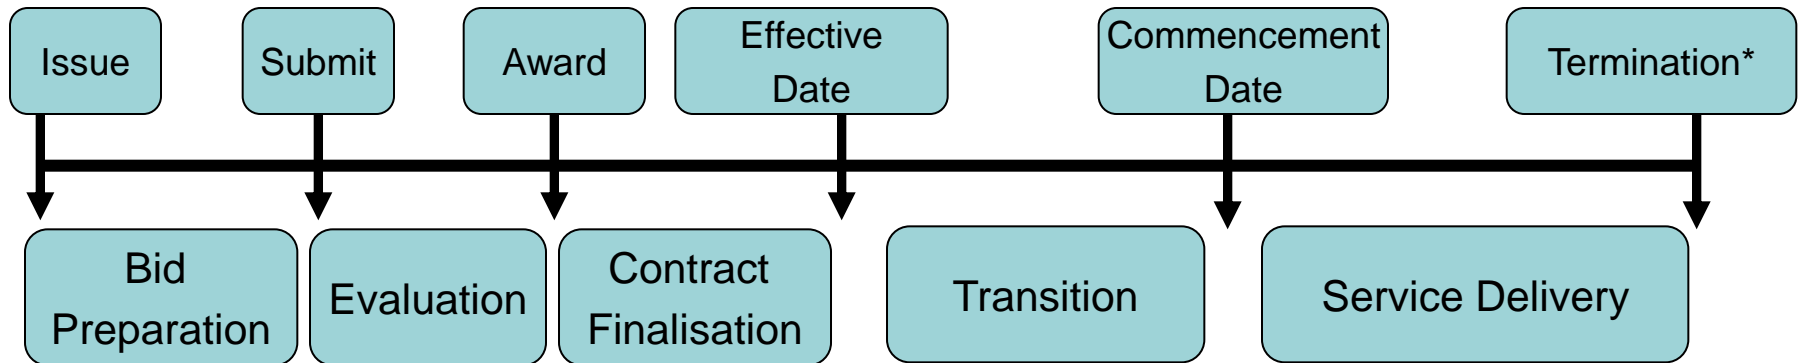 Issue
Submit
Award
Effective
Date
Commencement
Date
Termination*
Bid
Preparation
Evaluation
Contract
Finalisation
Transition
Service Delivery